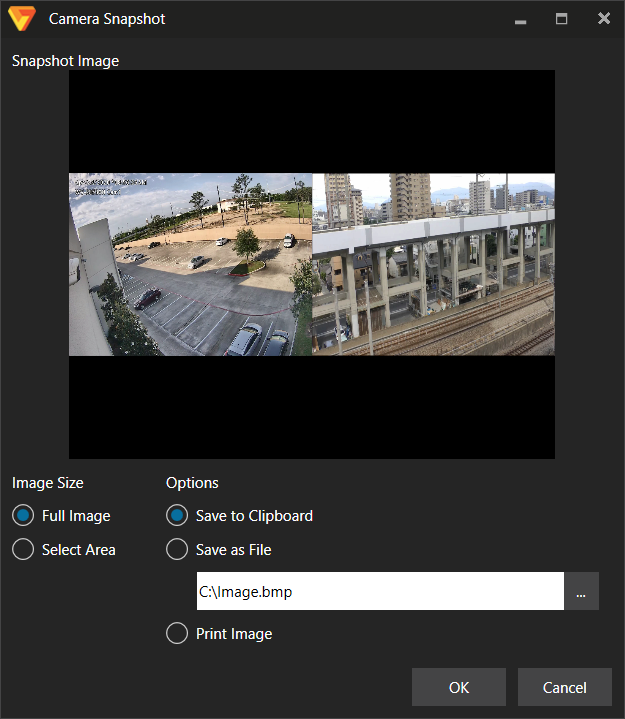 Camera Snapshot
Snapshot Image
Image Size
Options
Full Image
Save to Clipboard
Select Area
Save as File
C:\Image.bmp
...
Print Image
OK
Cancel